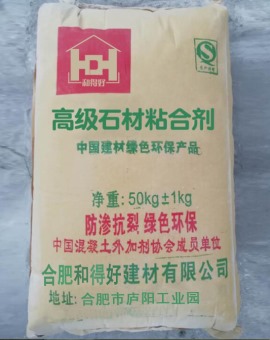 和得好
高级石材粘合剂
中国建材绿色环保产品
净重:50kg±1kg
防渗抗裂 绿色环保
中国混凝土外加剂协会成员单位
合肥和得好建材有限公司
地址: 合肥市庐阳工业园